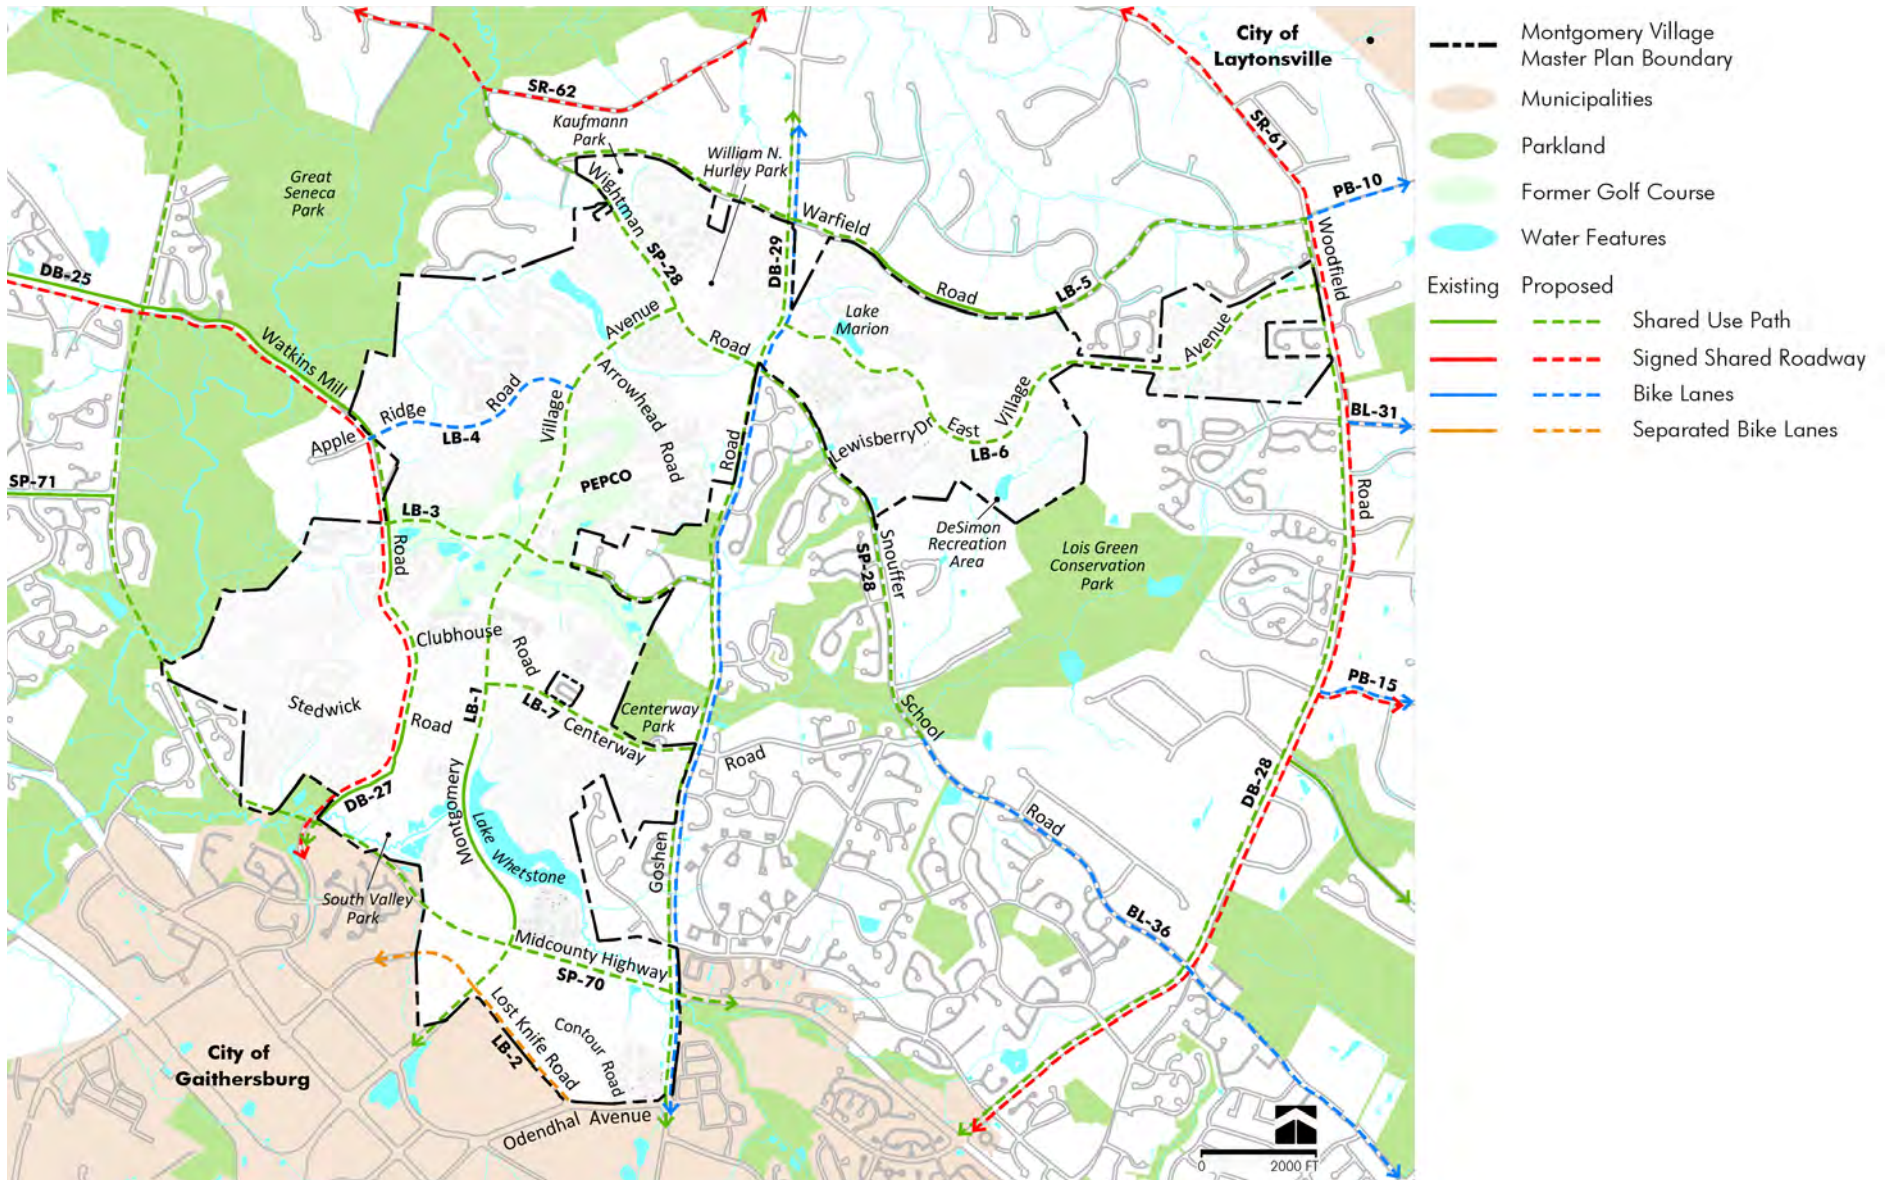 City of
Laytonsville
SR-62
Kaufmann
Park
William N.
Hurley Park
SR-61
PB-10
Great
Seneca
Park
Wightman
Warfield
Woodfield
SP-28
DB-29
DB-25
Road
LB-5
Lake
Marion
Avenue
Avenue
Road
Watkins Mill
Arrowhead
Road
Ridge
Road
Village
Village
BL-31
Apple
LB-4
Road
Lewisberry Dr
East
LB-6
SP-71
PEPCO
Road
LB-3
DeSimon
Recreation
Area
Lois Green
Conservation
Park
Road
SP-28
Snouffer
Clubhouse
Road
PB-15
Stedwick
Road
LB-1
LB-7
Centerway
Park
School
Centerway
Road
DB-27
Montgomery
DB-28
Lake Whetstone
Goshen
Road
South Valley
Park
BL-36
Midcounty Highway
SP-70
Lost Knife Road
LB-2
Contour
Road
City of
Gaithersburg
Odendhal Avenue
0
2000 FT
Montgomery Village
Master Plan Boundary
Municipalities
Parkland
Former Golf Course
Water Features
Existing Proposed
Shared Use Path
Signed Shared Roadway
Bike Lanes
Separated Bike Lanes